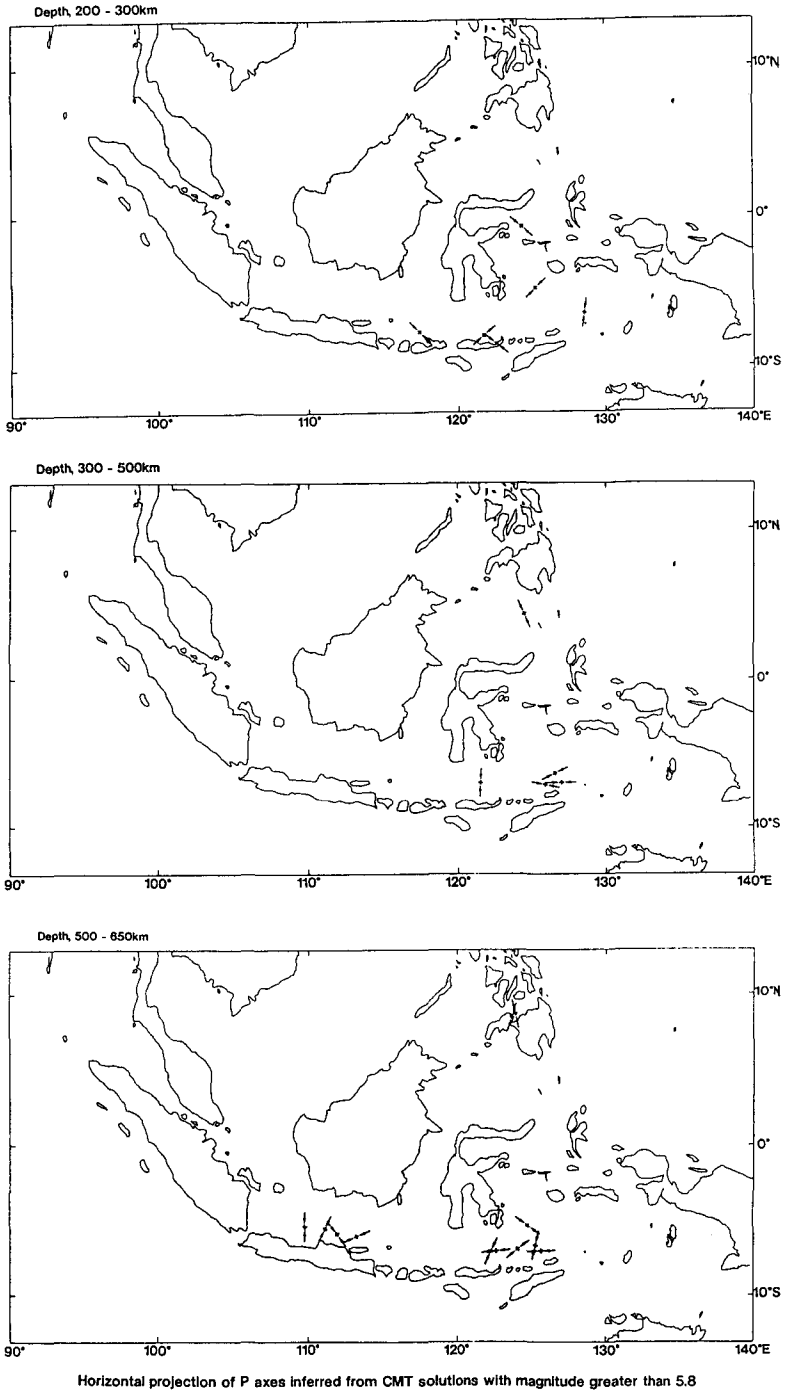 Depth, 200 - 300km
10°N
0°
10°S
90°
100°
110°
120°
130°
140°E
Depth, 300 - 500km
10°N
0°
10°S
90°
100°
110°
120°
130°
140°E
Depth, 500 - 650km
10°N
0°
10°S
90°
100°
110°
120°
130°
140°E
Horizontal projection of P axes inferred from CMT solutions with magnitude greater than 5.8